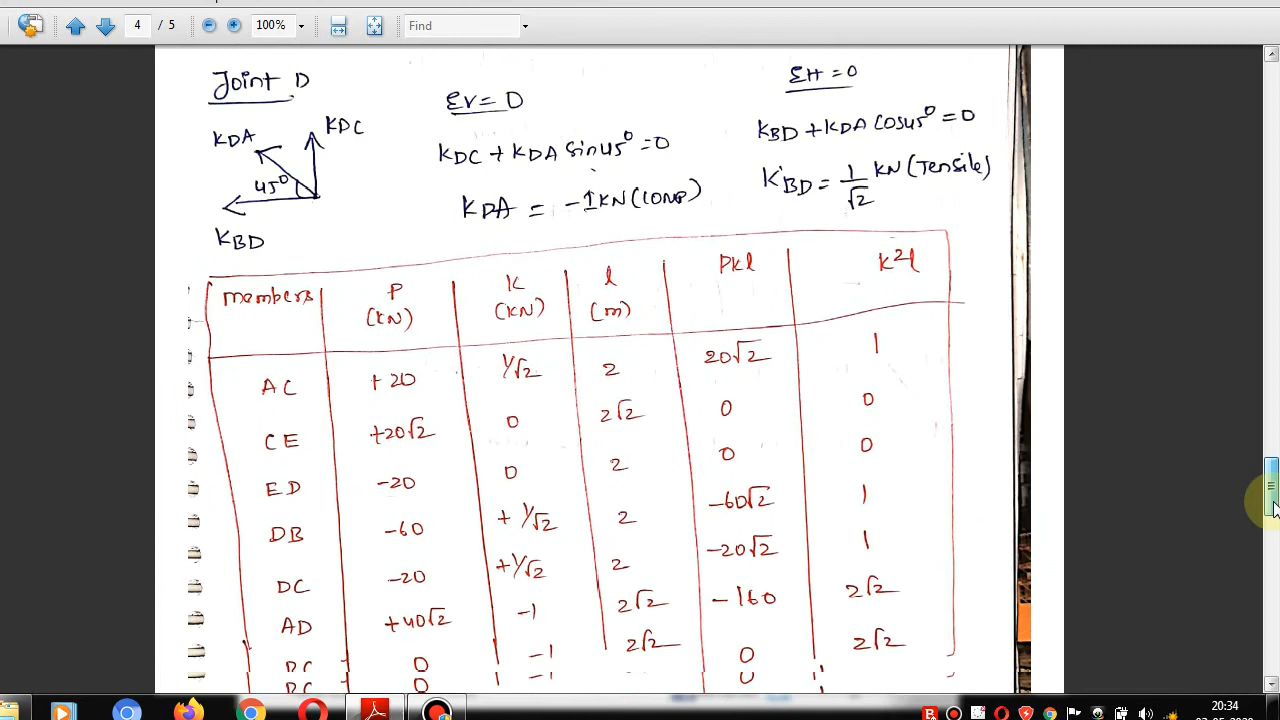 4 / 5
100%
Find
Joint D
KDA
KDC
45°
KBD
ΣV = 0
KDC + KDA sin45° = 0
KDA = -1KN (comp)
ΣH = 0
KBD + KDA cos45° = 0
KBD = 1/√2 KN (Tensile)
members P (KN) K (KN) l (m) PKl K²l
AC +20 1/√2 2 20√2 1
CE +20√2 0 2√2 0 0
ED -20 0 2 0 0
DB -60 +1/√2 2 -60√2 1
DC -20 +1/√2 2 -20√2 1
AD +40√2 -1 2√2 -160 2√2
0 -1 2√2 0 2√2
20:34